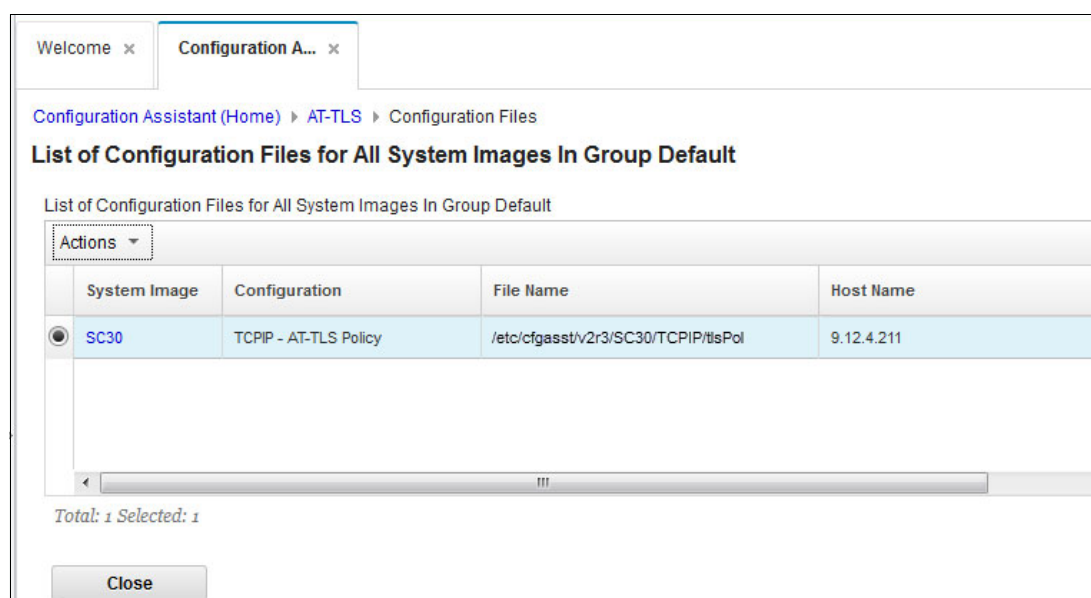 Welcome × Configuration A... ×
Configuration Assistant (Home) ▸ AT-TLS ▸ Configuration Files
List of Configuration Files for All System Images In Group Default
List of Configuration Files for All System Images In Group Default
Actions
System Image Configuration File Name Host Name
SC30 TCPIP - AT-TLS Policy /etc/cfgasst/v2r3/SC30/TCPIP/tlsPol 9.12.4.211
Total: 1 Selected: 1
Close